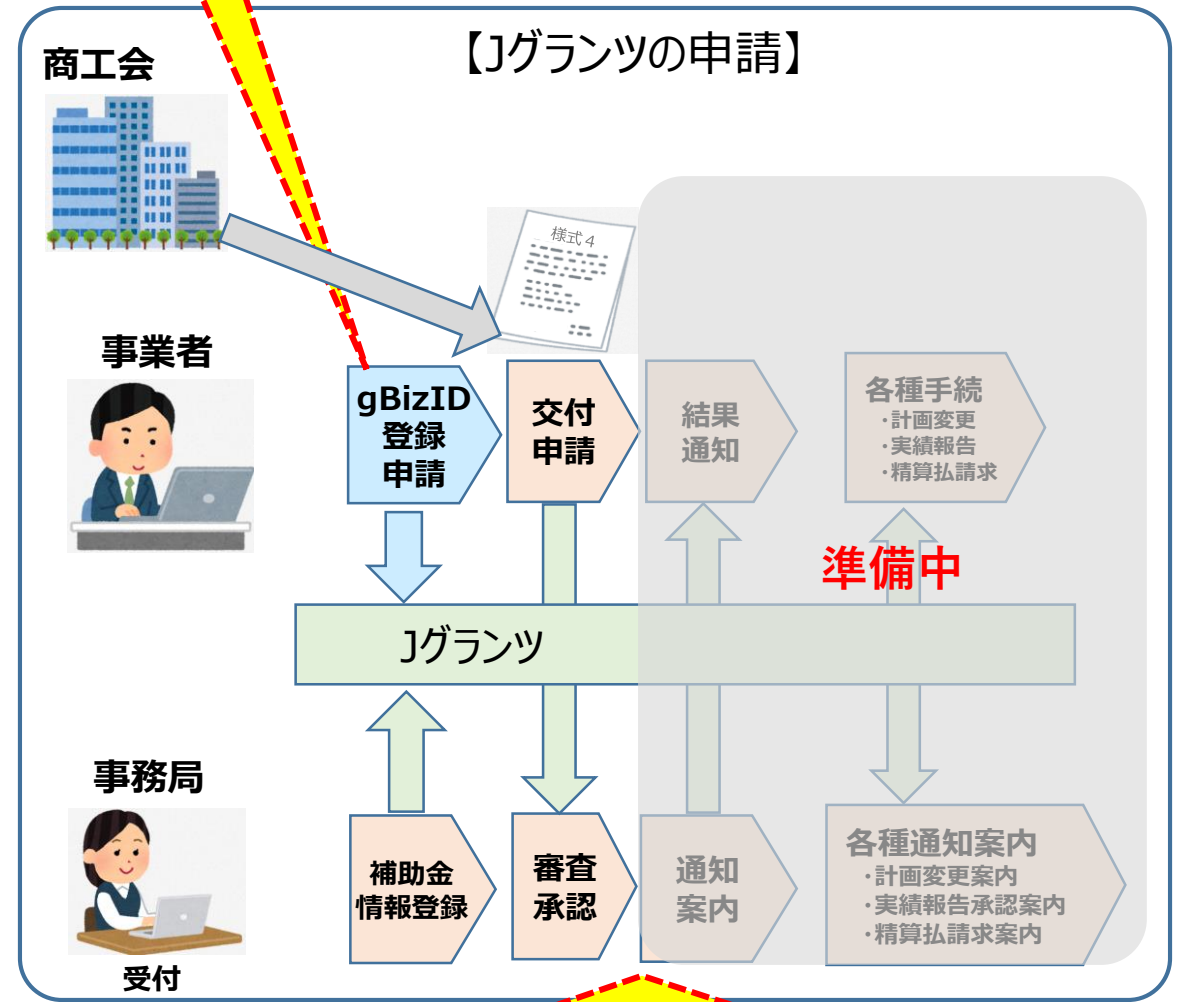 【Jグランツの申請】
商工会
様式４
事業者
gBizID
登録
申請
交付
申請
結果
通知
各種手続
・計画変更
・実績報告
・精算払請求
準備中
Jグランツ
事務局
受付
補助金
情報登録
審査
承認
通知
案内
各種通知案内
・計画変更案内
・実績報告承認案内
・精算払請求案内